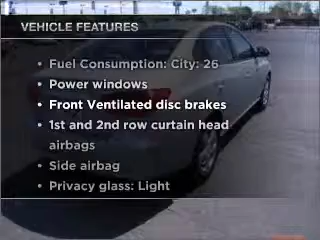 VEHICLE FEATURES
• Fuel Consumption: City: 26
• Power windows
• Front Ventilated disc brakes
• 1st and 2nd row curtain head
airbags
• Side airbag
• Privacy glass: Light